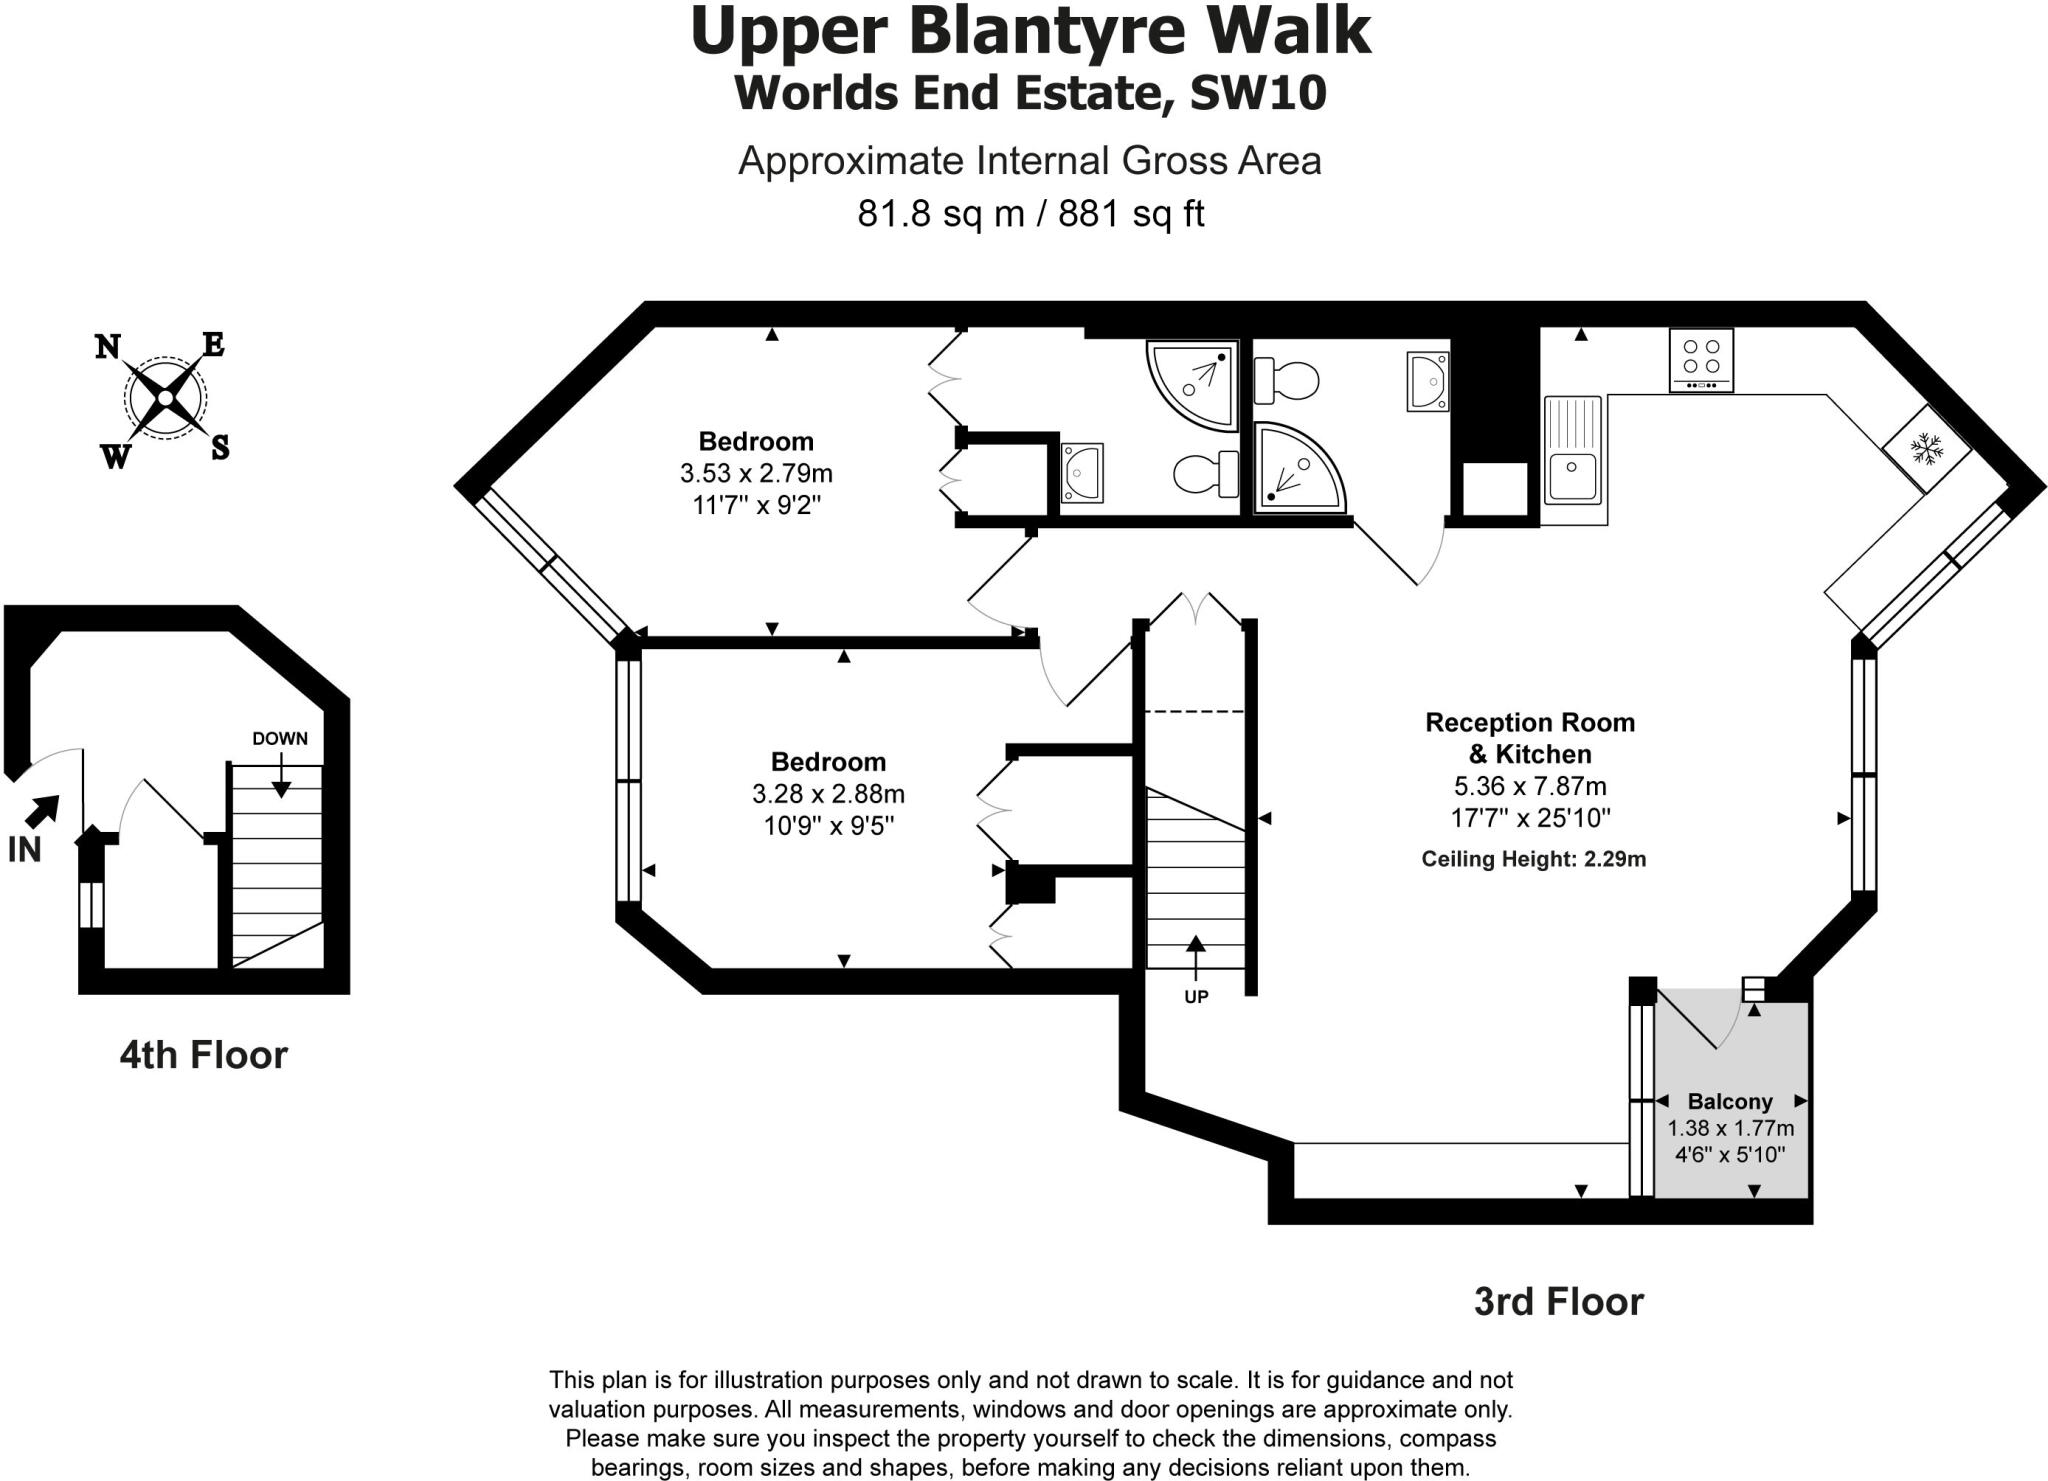 Upper Blantyre Walk
Worlds End Estate, SW10
Approximate Internal Gross Area
81.8 sq m / 881 sq ft
N
E
W
S
DOWN
IN
4th Floor
Bedroom
3.53 x 2.79m
11'7" x 9'2"
Bedroom
3.28 x 2.88m
10'9" x 9'5"
UP
Reception Room
& Kitchen
5.36 x 7.87m
17'7" x 25'10"
Ceiling Height: 2.29m
Balcony
1.38 x 1.77m
4'6" x 5'10"
3rd Floor
This plan is for illustration purposes only and not drawn to scale. It is for guidance and not
valuation purposes. All measurements, windows and door openings are approximate only.
Please make sure you inspect the property yourself to check the dimensions, compass
bearings, room sizes and shapes, before making any decisions reliant upon them.